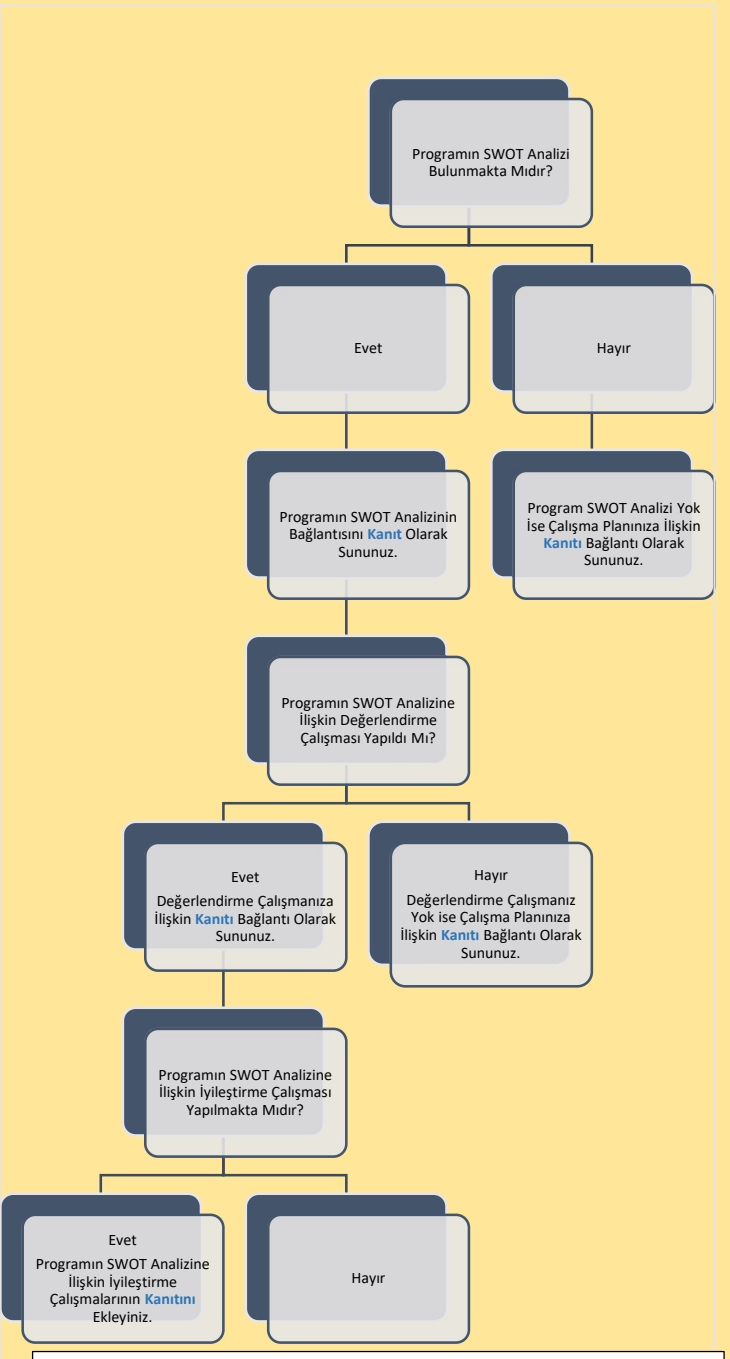 Programın SWOT Analizi
Bulunmakta Mıdır?
Evet
Hayır
Programın SWOT Analizinin
Bağlantısını Kanıt Olarak
Sununuz.
Program SWOT Analizi Yok
İse Çalışma Planınıza İlişkin
Kanıtı Bağlantı Olarak
Sununuz.
Programın SWOT Analizine
İlişkin Değerlendirme
Çalışması Yapıldı Mı?
Evet
Değerlendirme Çalışmanıza
İlişkin Kanıtı Bağlantı Olarak
Sununuz.
Hayır
Değerlendirme Çalışmanız
Yok ise Çalışma Planınıza
İlişkin Kanıtı Bağlantı Olarak
Sununuz.
Programın SWOT Analizine
İlişkin İyileştirme Çalışması
Yapılmakta Mıdır?
Evet
Programın SWOT Analizine
İlişkin İyileştirme
Çalışmalarının Kanıtını
Ekleyiniz.
Hayır